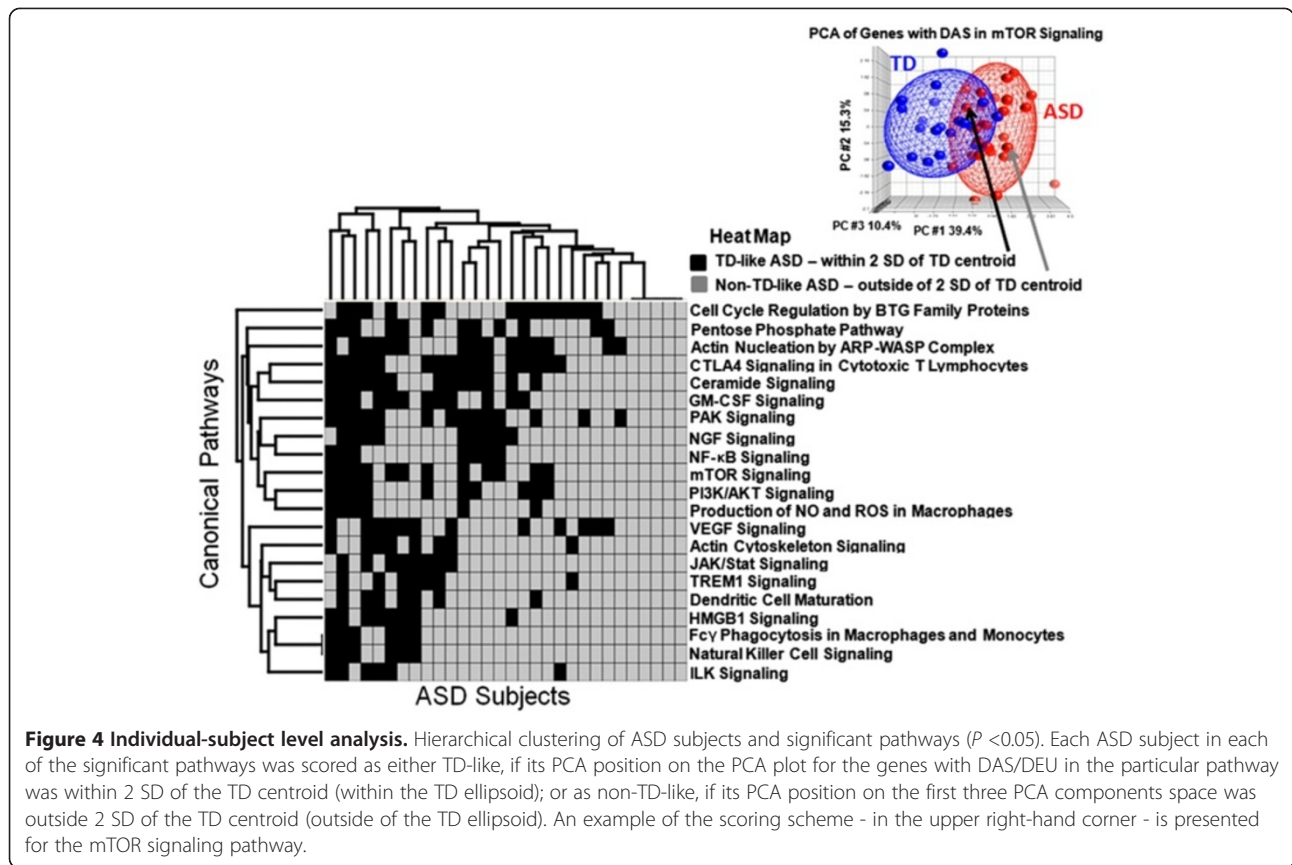 PCA of Genes with DAS in mTOR Signaling
TD
ASD
PC #2 15.3%
PC #3 10.4% PC #1 39.4%
Heat Map
TD-like ASD – within 2 SD of TD centroid
Non-TD-like ASD – outside of 2 SD of TD centroid
Canonical Pathways
Cell Cycle Regulation by BTG Family Proteins
Pentose Phosphate Pathway
Actin Nucleation by ARP-WASP Complex
CTLA4 Signaling in Cytotoxic T Lymphocytes
Ceramide Signaling
GM-CSF Signaling
PAK Signaling
NGF Signaling
NF-κB Signaling
mTOR Signaling
PI3K/AKT Signaling
Production of NO and ROS in Macrophages
VEGF Signaling
Actin Cytoskeleton Signaling
JAK/Stat Signaling
TREM1 Signaling
Dendritic Cell Maturation
HMGB1 Signaling
Fcγ Phagocytosis in Macrophages and Monocytes
Natural Killer Cell Signaling
ILK Signaling
ASD Subjects
Figure 4 Individual-subject level analysis. Hierarchical clustering of ASD subjects and significant pathways (P <0.05). Each ASD subject in each
of the significant pathways was scored as either TD-like, if its PCA position on the PCA plot for the genes with DAS/DEU in the particular pathway
was within 2 SD of the TD centroid (within the TD ellipsoid); or as non-TD-like, if its PCA position on the first three PCA components space was
outside 2 SD of the TD centroid (outside of the TD ellipsoid). An example of the scoring scheme - in the upper right-hand corner - is presented
for the mTOR signaling pathway.